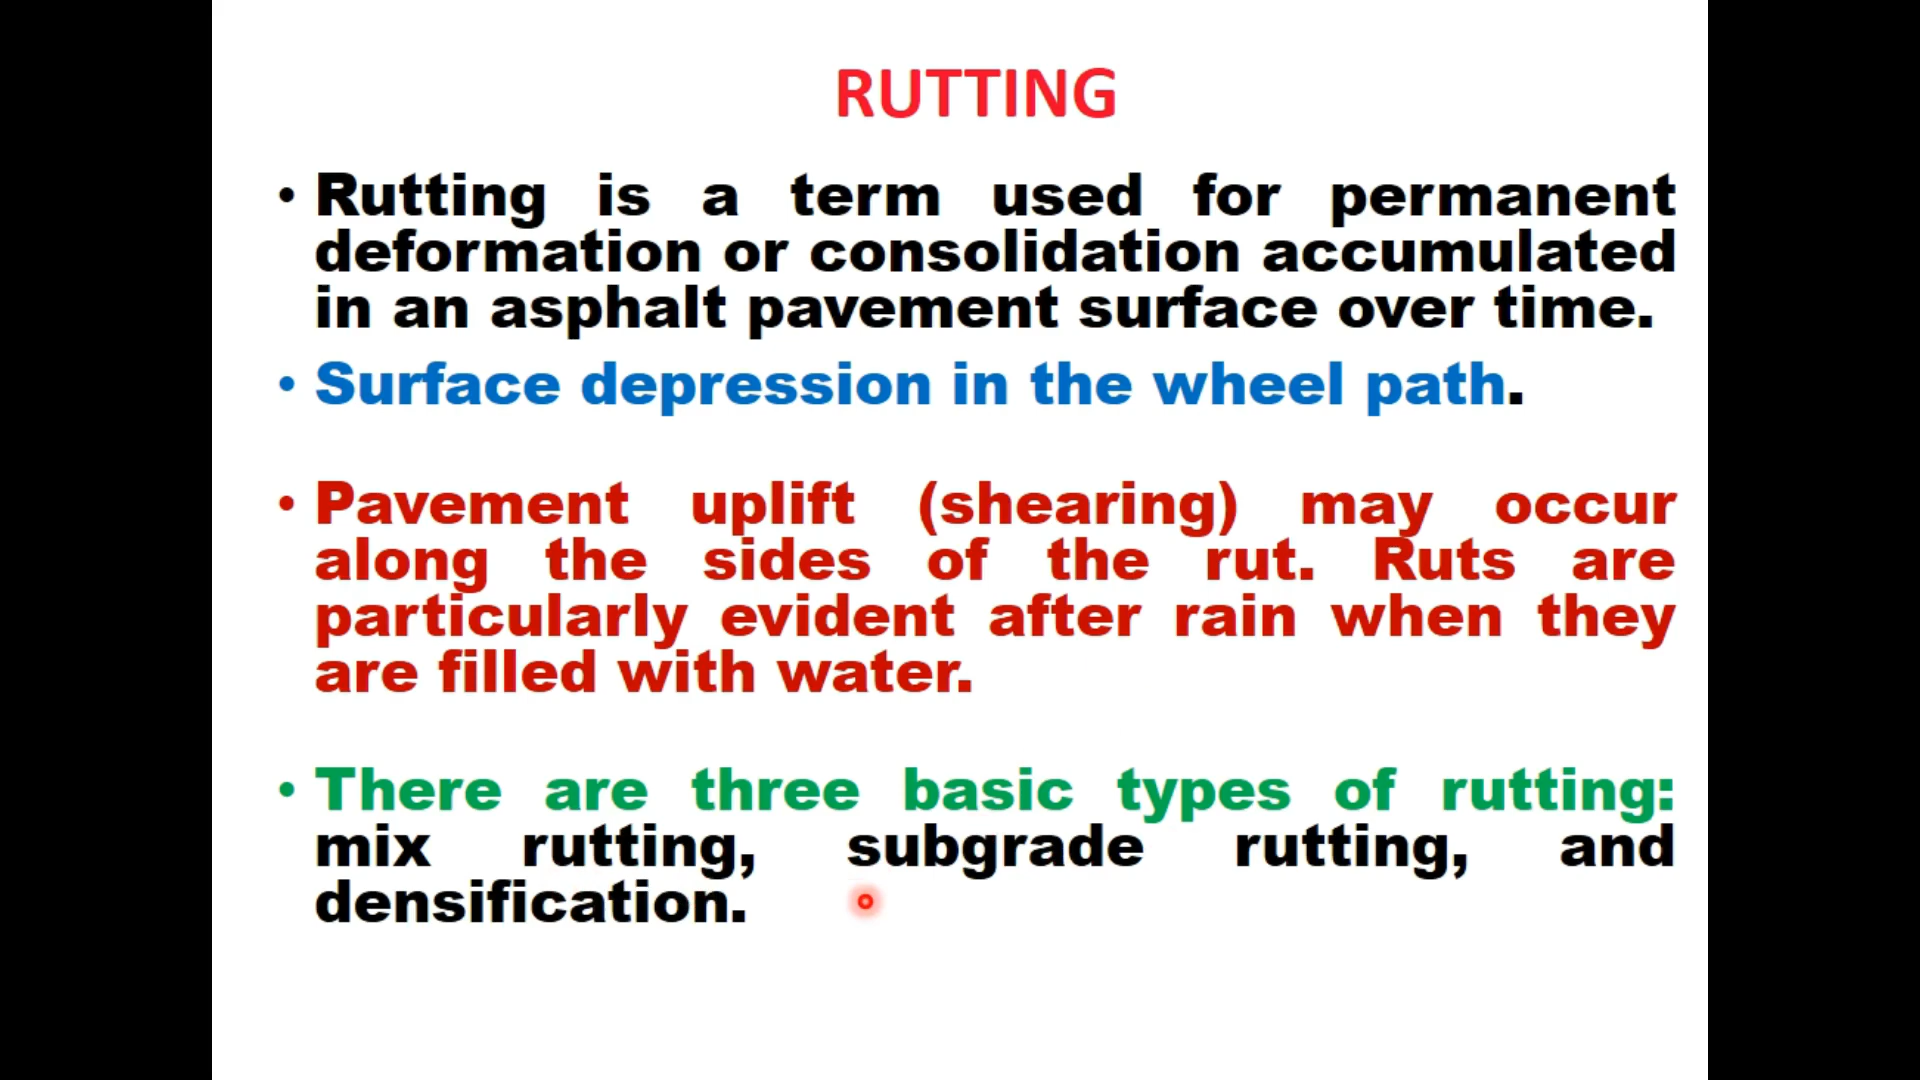 RUTTING
• Rutting is a term used for permanent
deformation or consolidation accumulated
in an asphalt pavement surface over time.
• Surface depression in the wheel path.
• Pavement uplift (shearing) may occur
along the sides of the rut. Ruts are
particularly evident after rain when they
are filled with water.
• There are three basic types of rutting:
mix rutting, subgrade rutting, and
densification.